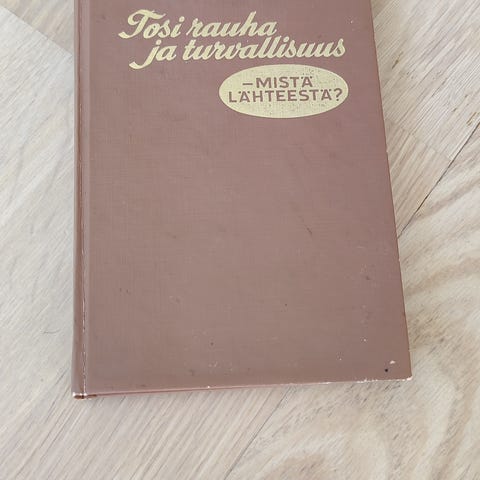 Tosi rauha
ja turvallisuus
–MISTÄ
LÄHTEESTÄ?